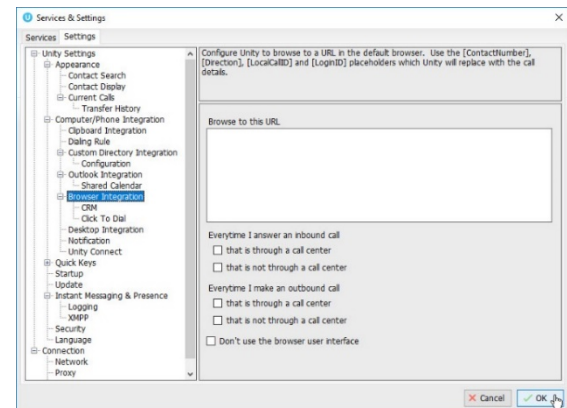 Services & Settings
Services Settings
Unity Settings
Appearance
Contact Search
Contact Display
Current Calls
Transfer History
Computer/Phone Integration
Clipboard Integration
Dialing Rule
Custom Directory Integration
Configuration
Outlook Integration
Shared Calendar
Browser Integration
CRM
Click To Dial
Desktop Integration
Notification
Unity Connect
Quick Keys
Startup
Update
Instant Messaging & Presence
Logging
XMPP
Security
Language
Connection
Network
Proxy
Configure Unity to browse to a URL in the default browser. Use the [ContactNumber],
[Direction], [LocalCallID] and [LoginID] placeholders which Unity will replace with the call
details.
Browse to this URL
Everytime I answer an inbound call
that is through a call center
that is not through a call center
Everytime I make an outbound call
that is through a call center
that is not through a call center
Don't use the browser user interface
Cancel OK